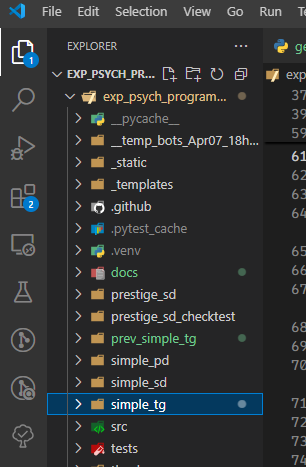 File Edit Selection View Go Run Te
EXPLORER
EXP_PSYCH_PR...
exp_psych_program...
__pycache__
__temp_bots_Apr07_18h...
_static
_templates
.github
.pytest_cache
.venv
docs
prestige_sd
prestige_sd_checktest
prev_simple_tg
simple_pd
simple_sd
simple_tg
src
tests
1
2
ge
exp
37
39
59
61
62
63
64
65
66
67
68
69
70
71
72
73
74